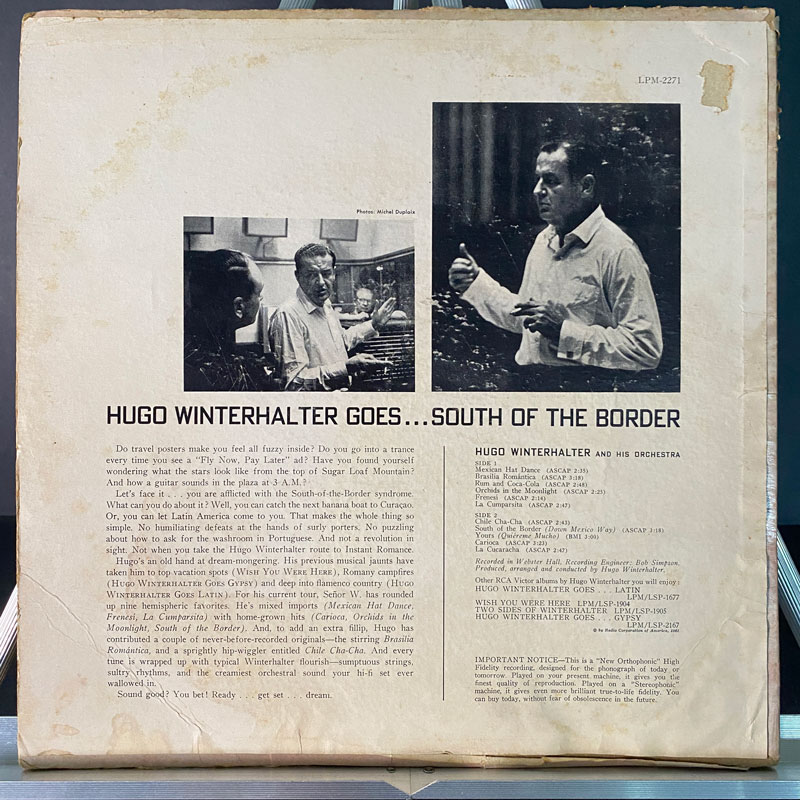 LPM-2271
Photos: Michel Duplaix
HUGO WINTERHALTER GOES...SOUTH OF THE BORDER
Do travel posters make you feel all fuzzy inside? Do you go into a trance
every time you see a "Fly Now, Pay Later" ad? Have you found yourself
wondering what the stars look like from the top of Sugar Loaf Mountain?
And how a guitar sounds in the plaza at 3 A.M.?
Let's face it . . . you are afflicted with the South-of-the-Border syndrome.
What can you do about it? Well, you can catch the next banana boat to Curaçao.
Or, you can let Latin America come to you. That makes the whole thing so
simple. No humiliating defeats at the hands of surly porters. No puzzling
about how to ask for the washroom in Portuguese. And not a revolution in
sight. Not when you take the Hugo Winterhalter route to Instant Romance.
Hugo's an old hand at dream-mongering. His previous musical jaunts have
taken him to top vacation spots (WISH YOU WERE HERE), Romany campfires
(HUGO WINTERHALTER GOES GYPSY) and deep into flamenco country (HUGO
WINTERHALTER GOES LATIN). For his current tour, Señor W. has rounded
up nine hemispheric favorites. He's mixed imports (Mexican Hat Dance,
Frenesi, La Cumparsita) with home-grown hits (Carioca, Orchids in the
Moonlight, South of the Border). And, to add an extra fillip, Hugo has
contributed a couple of never-before-recorded originals—the stirring Brasilia
Romántica, and a sprightly hip-wiggler entitled Chile Cha-Cha. And every
tune is wrapped up with typical Winterhalter flourish—sumptuous strings,
sultry rhythms, and the creamiest orchestral sound your hi-fi set ever
wallowed in.
Sound good? You bet! Ready . . . get set . . . dream.
HUGO WINTERHALTER AND HIS ORCHESTRA
SIDE 1
Mexican Hat Dance (ASCAP 2:35)
Brasilia Romántica (ASCAP 3:18)
Rum and Coca-Cola (ASCAP 2:48)
Orchids in the Moonlight (ASCAP 2:23)
Frenesi (ASCAP 2:14)
La Cumparsita (ASCAP 2:47)
SIDE 2
Chile Cha-Cha (ASCAP 2:43)
South of the Border (Down Mexico Way) (ASCAP 3:18)
Yours (Quiéreme Mucho) (BMI 3:00)
Carioca (ASCAP 3:23)
La Cucaracha (ASCAP 2:47)
Recorded in Webster Hall. Recording Engineer: Bob Simpson.
Produced, arranged and conducted by Hugo Winterhalter.
Other RCA Victor albums by Hugo Winterhalter you will enjoy:
HUGO WINTERHALTER GOES . . . LATIN
LPM/LSP-1677
WISH YOU WERE HERE LPM/LSP-1904
TWO SIDES OF WINTERHALTER LPM/LSP-1905
HUGO WINTERHALTER GOES . . . GYPSY
LPM/LSP-2167
© by Radio Corporation of America, 1961
IMPORTANT NOTICE—This is a "New Orthophonic" High
Fidelity recording, designed for the phonograph of today or
tomorrow. Played on your present machine, it gives you the
finest quality of reproduction. Played on a "Stereophonic"
machine, it gives even more brilliant true-to-life fidelity. You
can buy today, without fear of obsolescence in the future.